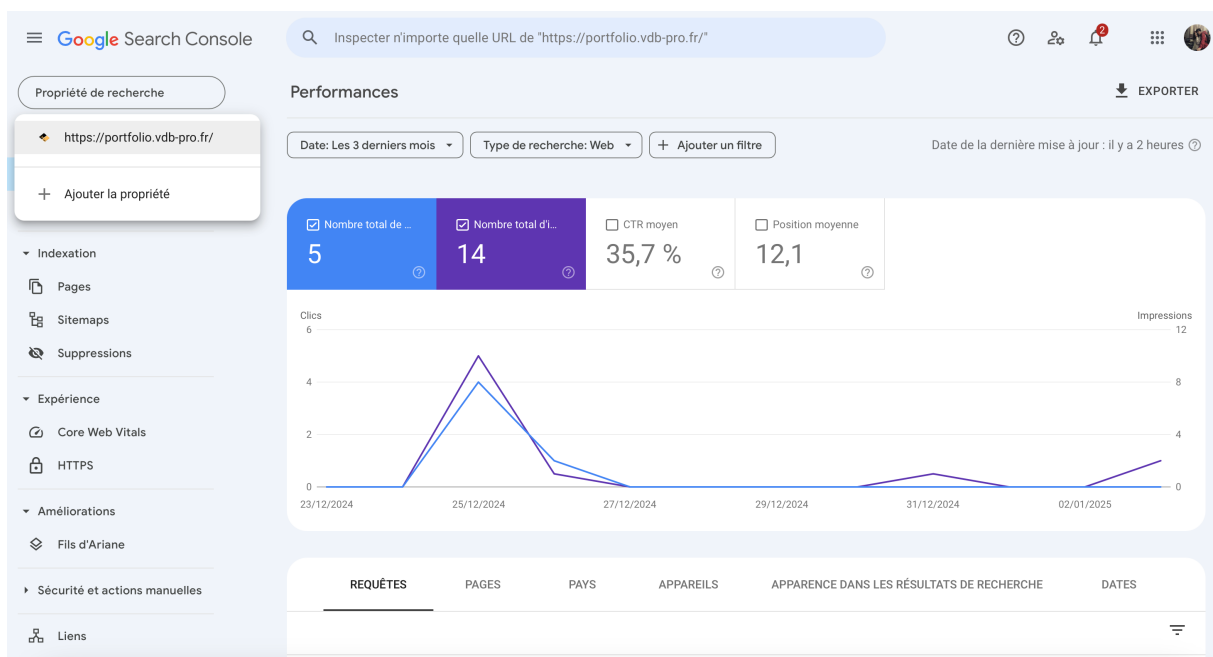 Google Search Console
Inspecter n'importe quelle URL de "https://portfolio.vdb-pro.fr/"
2
Propriété de recherche
https://portfolio.vdb-pro.fr/
Ajouter la propriété
Indexation
Pages
Sitemaps
Suppressions
Expérience
Core Web Vitals
HTTPS
Améliorations
Fils d'Ariane
Sécurité et actions manuelles
Liens
Performances
EXPORTER
Date: Les 3 derniers mois
Type de recherche: Web
Ajouter un filtre
Date de la dernière mise à jour : il y a 2 heures
Nombre total de ...
5
Nombre total d'i...
14
CTR moyen
35,7 %
Position moyenne
12,1
Clics
Impressions
6
4
2
0
12
8
4
0
23/12/2024
25/12/2024
27/12/2024
29/12/2024
31/12/2024
02/01/2025
REQUÊTES
PAGES
PAYS
APPAREILS
APPARENCE DANS LES RÉSULTATS DE RECHERCHE
DATES